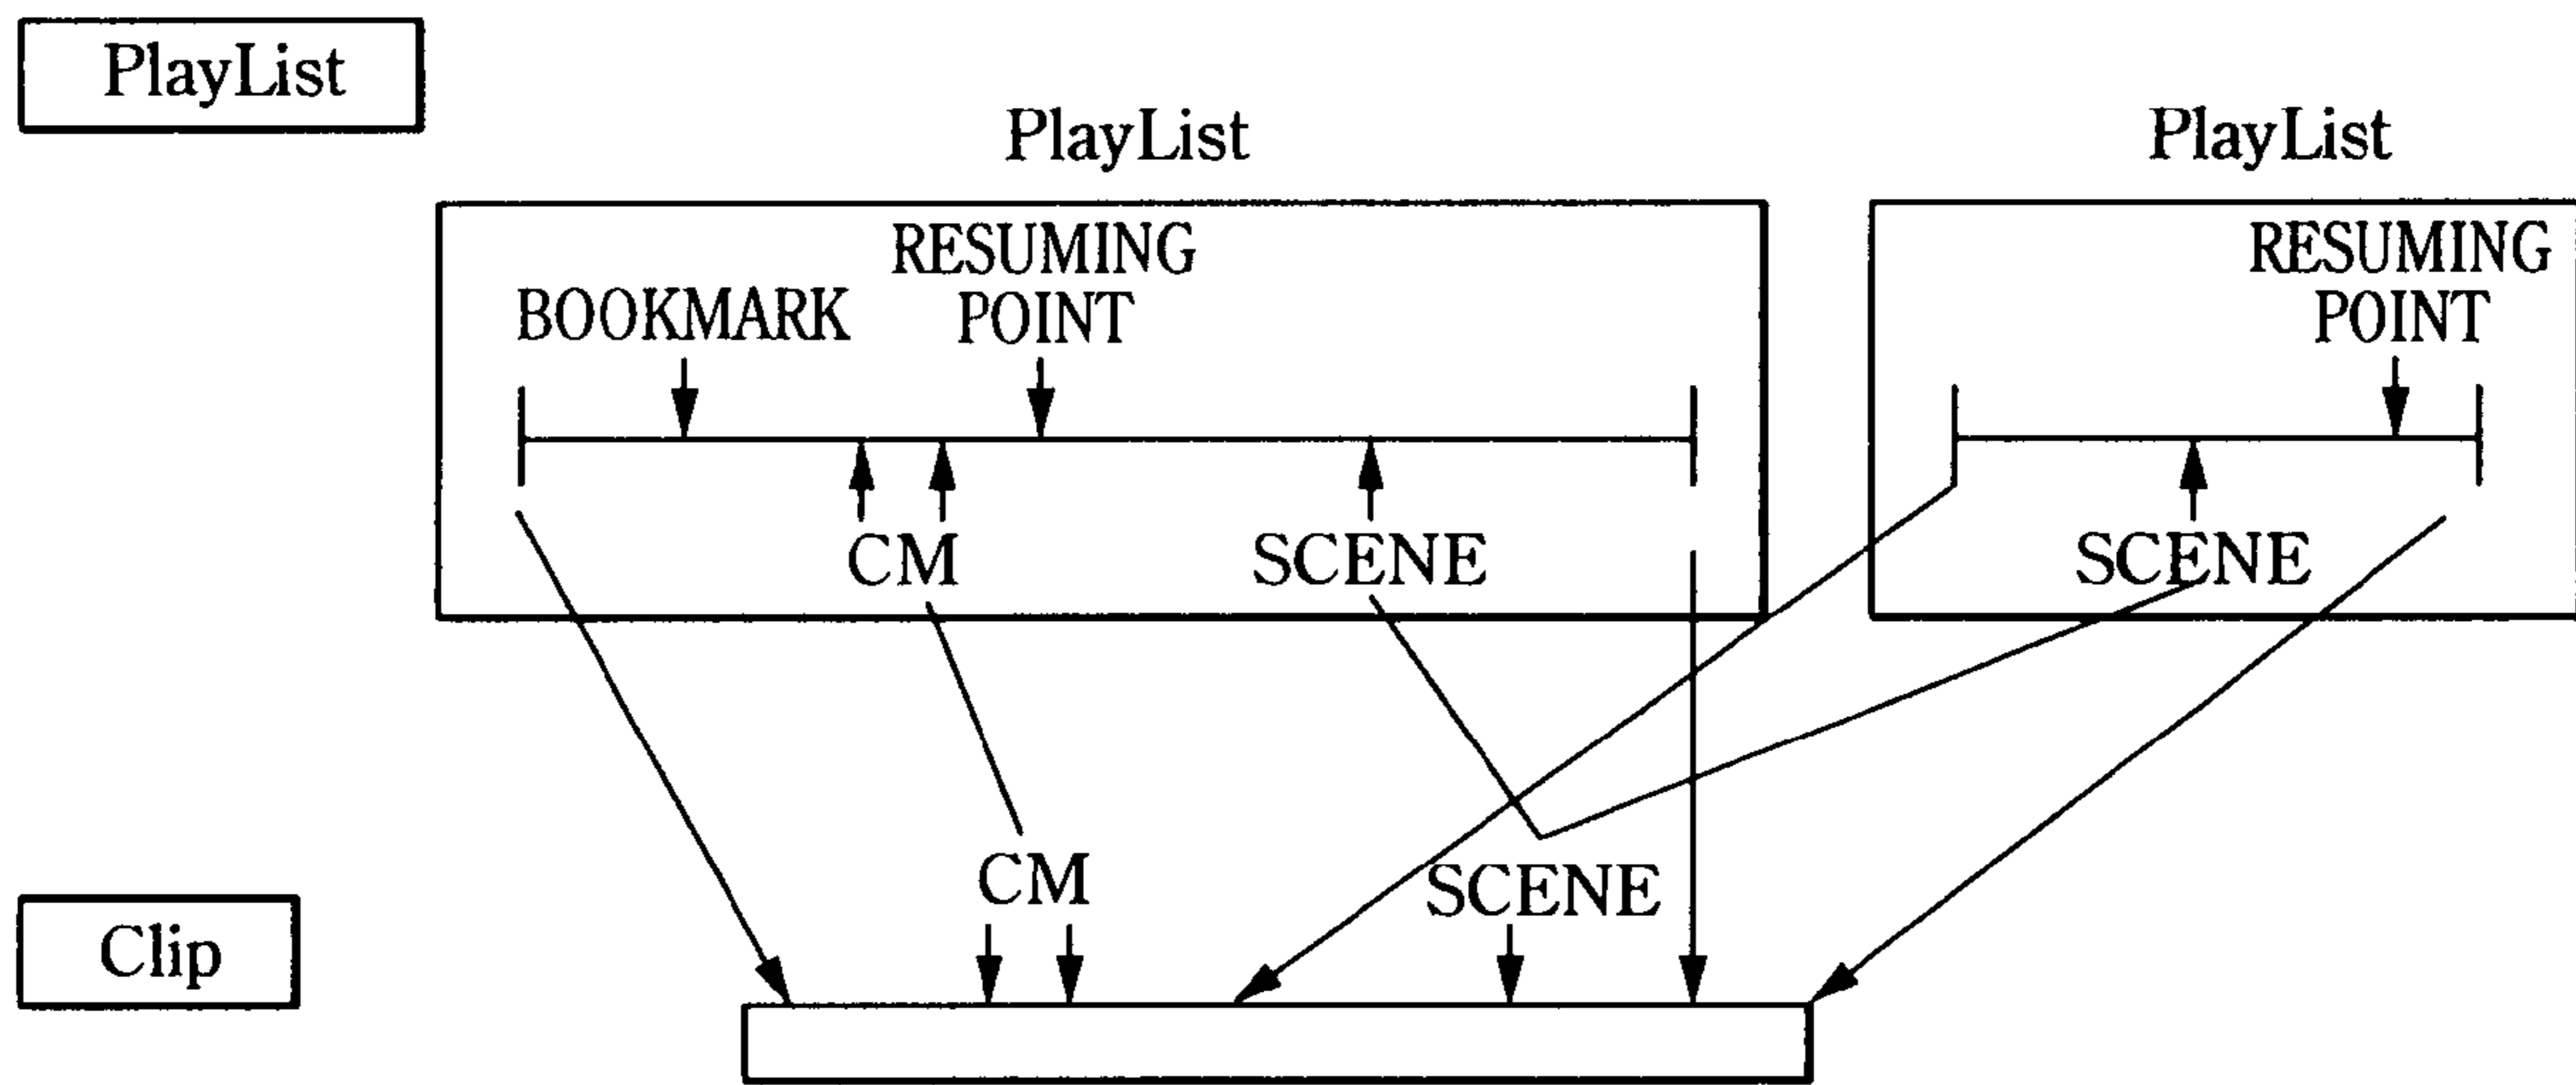 PlayList
PlayList
PlayList
RESUMING
POINT
BOOKMARK
CM
SCENE
RESUMING
POINT
SCENE
CM
SCENE
Clip